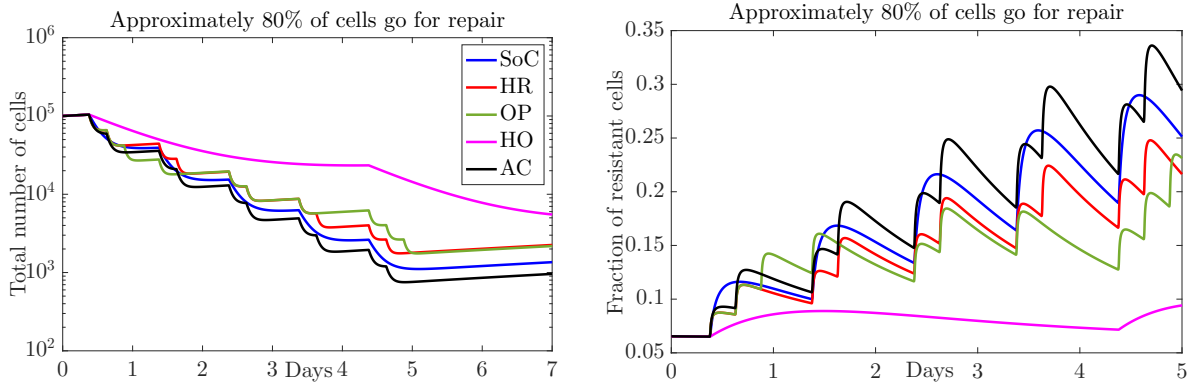 Approximately 80% of cells go for repair
Total number of cells
10^6
10^5
10^4
10^3
10^2
SoC
HR
OP
HO
AC
0 1 2 3 4 5 6 7
Days
Approximately 80% of cells go for repair
Fraction of resistant cells
0.35
0.3
0.25
0.2
0.15
0.1
0.05
0 1 2 3 4 5
Days